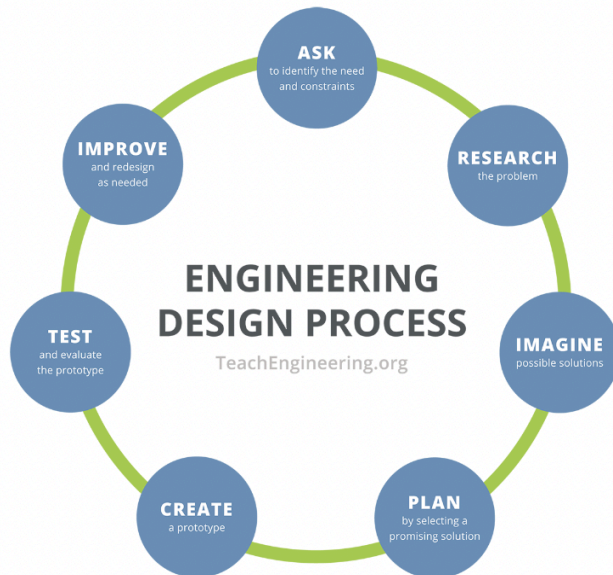 ASK
to identify the need
and constraints
RESEARCH
the problem
IMAGINE
possible solutions
PLAN
by selecting a
promising solution
CREATE
a prototype
TEST
and evaluate
the prototype
IMPROVE
and redesign
as needed
ENGINEERING
DESIGN PROCESS
TeachEngineering.org